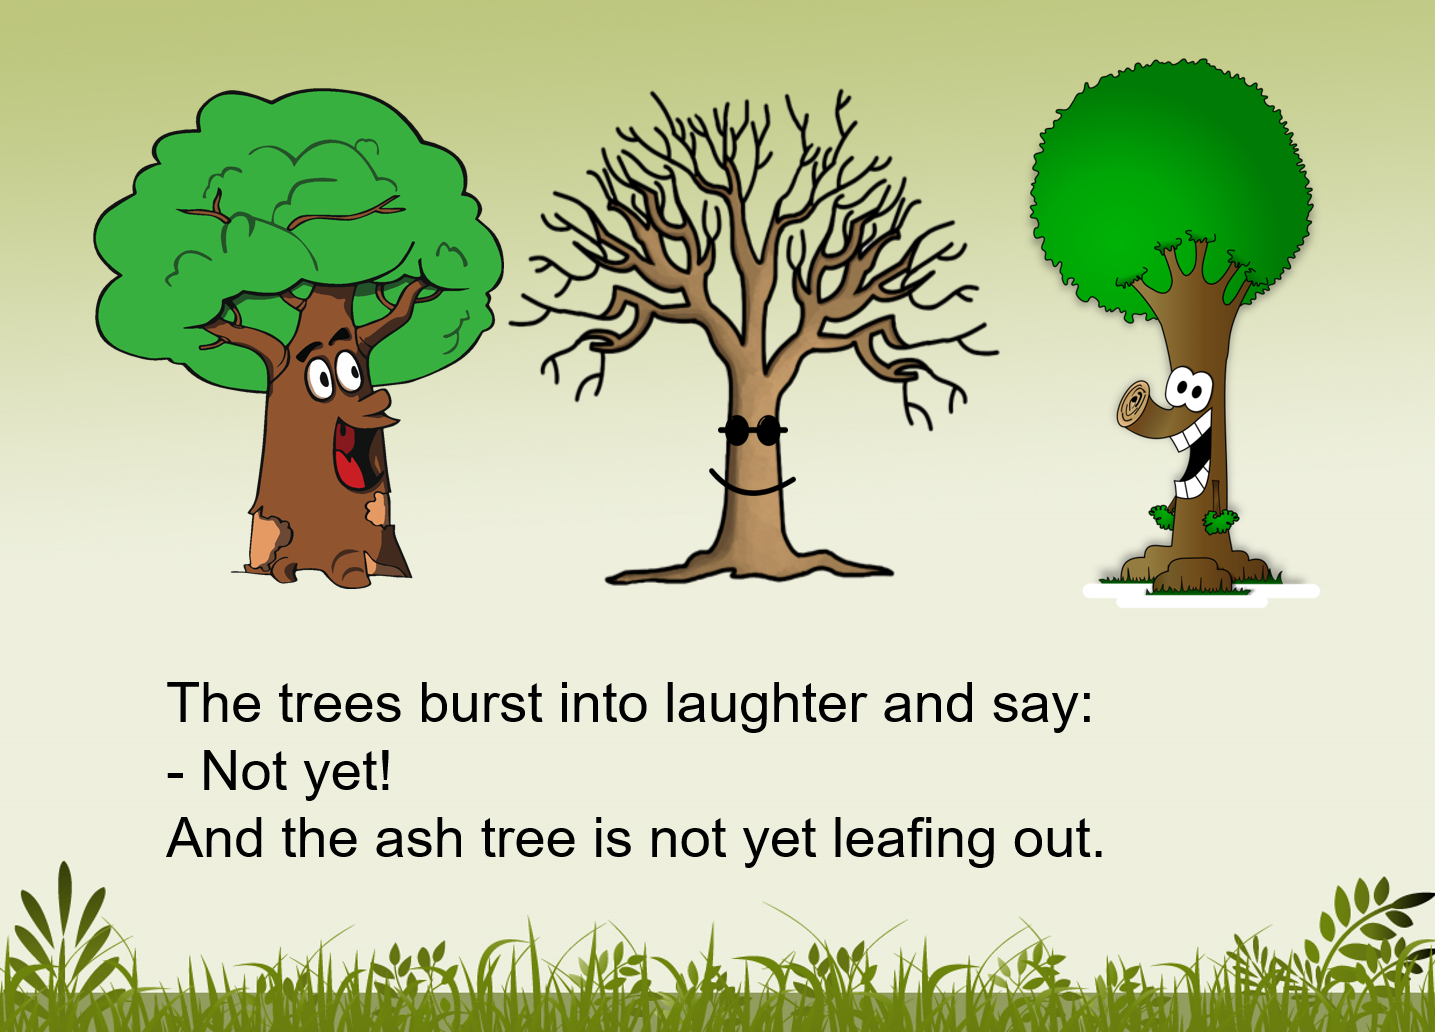 The trees burst into laughter and say:
- Not yet!
And the ash tree is not yet leafing out.